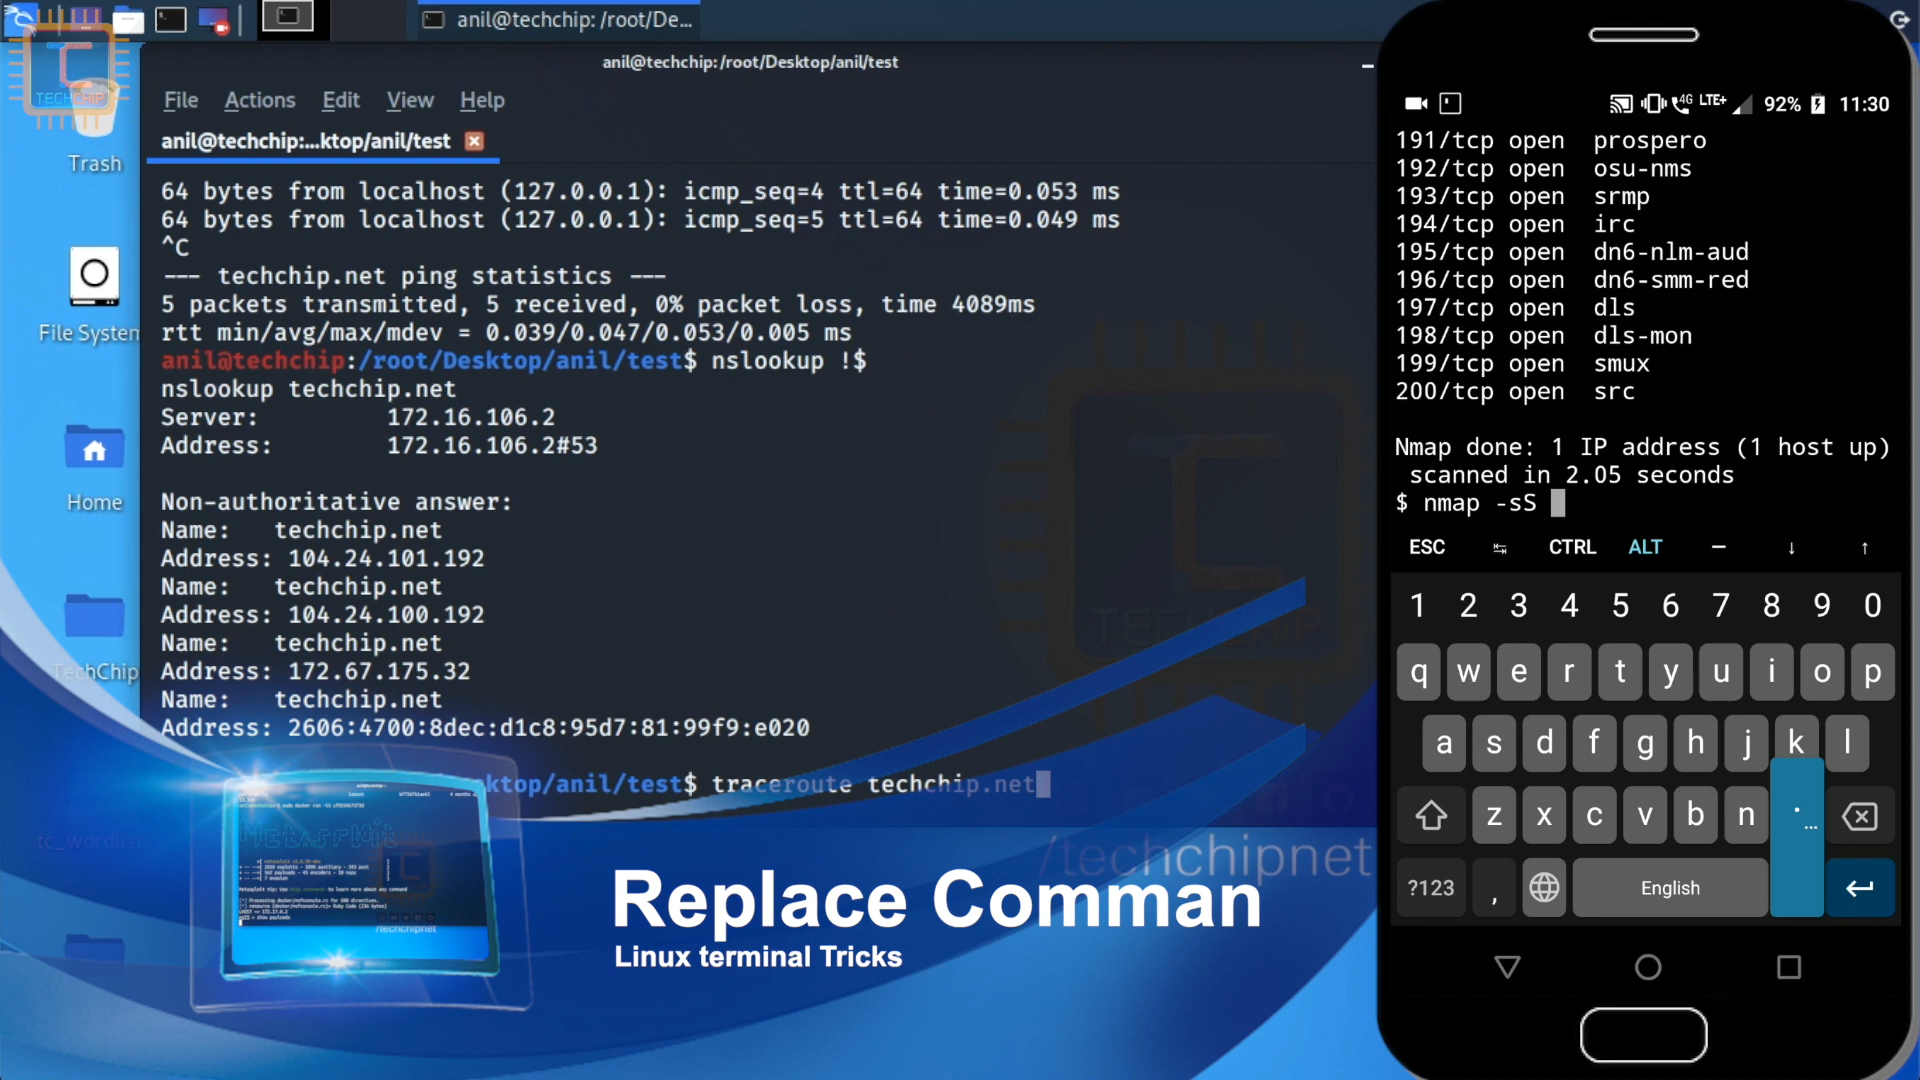 anil@techchip: /root/De...
TECHCHIP
anil@techchip:/root/Desktop/anil/test
File Actions Edit View Help
anil@techchip:...ktop/anil/test
Trash
File System
Home
TechChip
64 bytes from localhost (127.0.0.1): icmp_seq=4 ttl=64 time=0.053 ms
64 bytes from localhost (127.0.0.1): icmp_seq=5 ttl=64 time=0.049 ms
^C
--- techchip.net ping statistics ---
5 packets transmitted, 5 received, 0% packet loss, time 4089ms
rtt min/avg/max/mdev = 0.039/0.047/0.053/0.005 ms
anil@techchip:/root/Desktop/anil/test$ nslookup !$
nslookup techchip.net
Server: 172.16.106.2
Address: 172.16.106.2#53
Non-authoritative answer:
Name: techchip.net
Address: 104.24.101.192
Name: techchip.net
Address: 104.24.100.192
Name: techchip.net
Address: 172.67.175.32
Name: techchip.net
Address: 2606:4700:8dec:d1c8:95d7:81:99f9:e020
ktop/anil/test$ traceroute techchip.net
TECHCHIP
/techchipnet
Replace Comman
Linux terminal Tricks
/techchipnet
4G LTE+ 92% 11:30
191/tcp open prospero
192/tcp open osu-nms
193/tcp open srmp
194/tcp open irc
195/tcp open dn6-nlm-aud
196/tcp open dn6-smm-red
197/tcp open dls
198/tcp open dls-mon
199/tcp open smux
200/tcp open src
Nmap done: 1 IP address (1 host up)
scanned in 2.05 seconds
$ nmap -sS
ESC ↹ CTRL ALT — ↓ ↑
1 2 3 4 5 6 7 8 9 0
q w e r t y u i o p
a s d f g h j k l
z x c v b n
?123 , English . ...